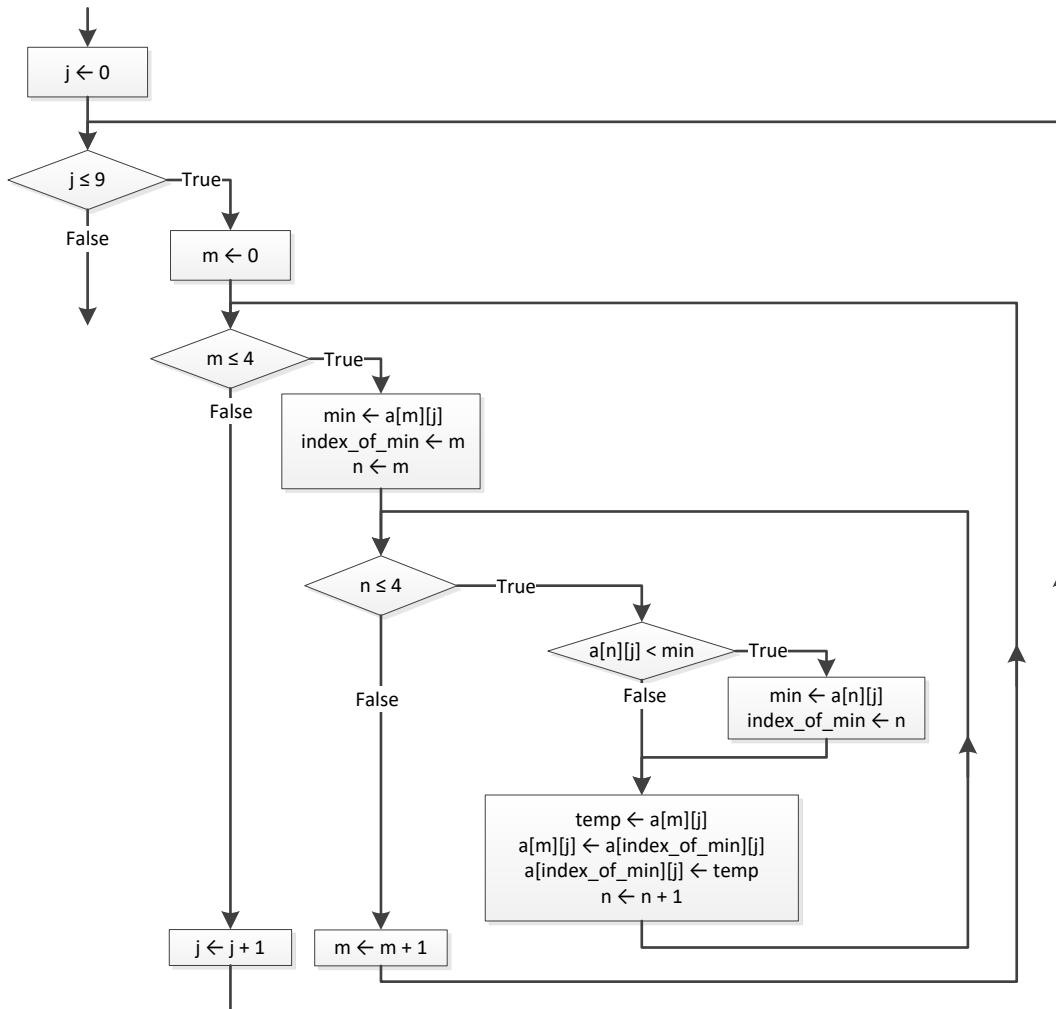 j ← 0
j ≤ 9
True
False
m ← 0
m ≤ 4
True
False
min ← a[m][j]
index_of_min ← m
n ← m
n ≤ 4
True
a[n][j] < min
True
False
False
min ← a[n][j]
index_of_min ← n
temp ← a[m][j]
a[m][j] ← a[index_of_min][j]
a[index_of_min][j] ← temp
n ← n + 1
j ← j + 1
m ← m + 1